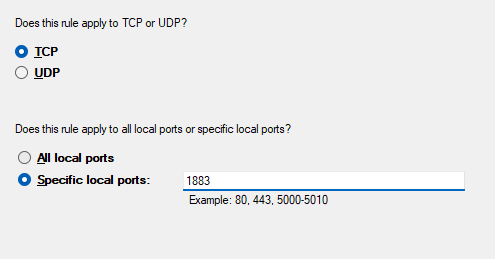 Does this rule apply to TCP or UDP?
TCP
UDP
Does this rule apply to all local ports or specific local ports?
All local ports
Specific local ports: 1883
Example: 80, 443, 5000-5010